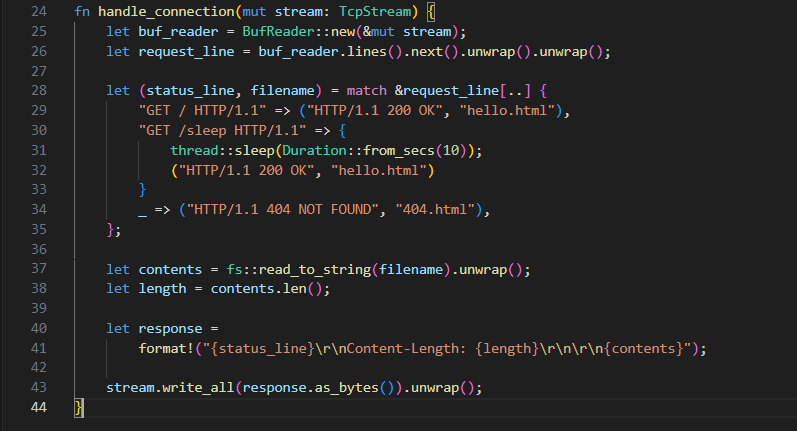 24 fn handle_connection(mut stream: TcpStream) {
25     let buf_reader = BufReader::new(&mut stream);
26     let request_line = buf_reader.lines().next().unwrap().unwrap();
27
28     let (status_line, filename) = match &request_line[..] {
29         "GET / HTTP/1.1" => ("HTTP/1.1 200 OK", "hello.html"),
30         "GET /sleep HTTP/1.1" => {
31             thread::sleep(Duration::from_secs(10));
32             ("HTTP/1.1 200 OK", "hello.html")
33         }
34         _ => ("HTTP/1.1 404 NOT FOUND", "404.html"),
35     };
36
37     let contents = fs::read_to_string(filename).unwrap();
38     let length = contents.len();
39
40     let response =
41         format!("{status_line}\r\nContent-Length: {length}\r\n\r\n{contents}");
42
43     stream.write_all(response.as_bytes()).unwrap();
44 }